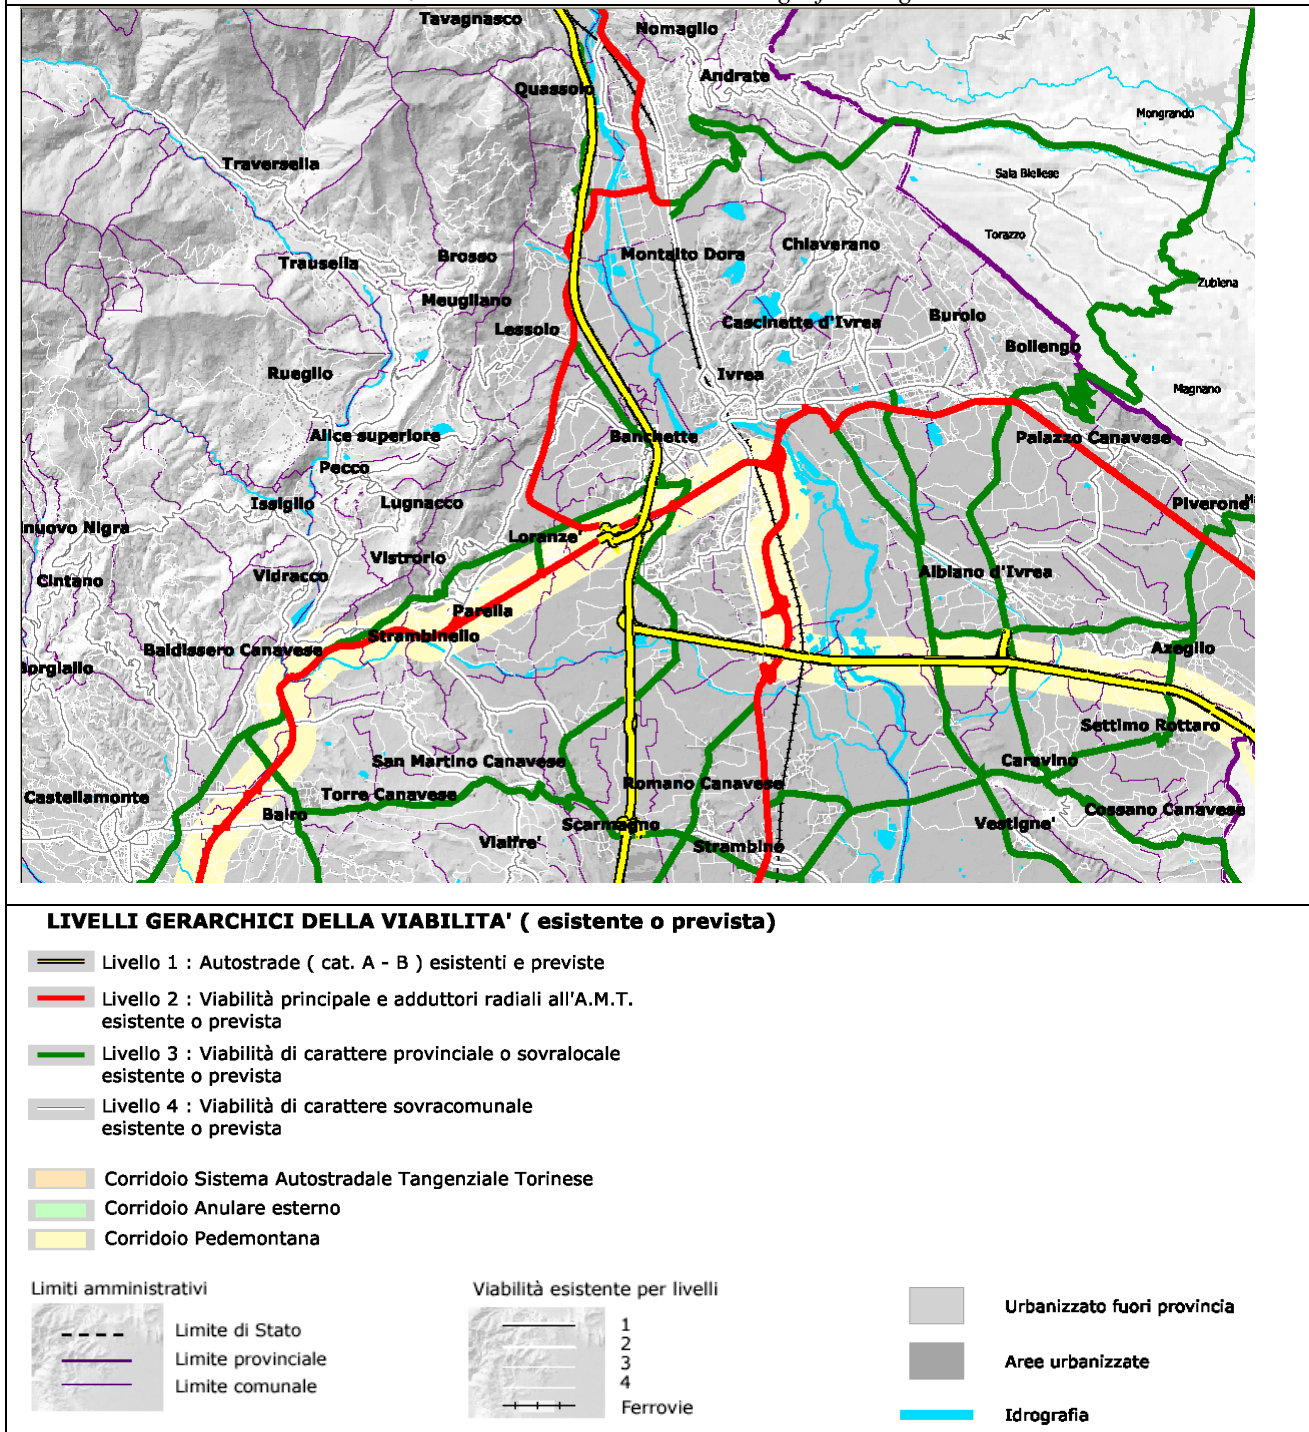 Tavagnasco
Nomaglio
Andrate
Quassolo
Mongrando
Traversella
Sala Biellese
Torazzo
Chiaverano
Montalto Dora
Brosso
Trausella
Zubiena
Meugliano
Burolo
Cascinette d'Ivrea
Lessolo
Bollengo
Rueglio
Ivrea
Magnano
Alice superiore
Banchette
Palazzo Canavese
Pecco
Issiglio
Lugnacco
Piverone
nuovo Nigra
Loranze'
Vistrorio
Cintano
Vidracco
Albiano d'Ivrea
Parella
Strambinello
Baldissero Canavese
Azeglio
Borgiallo
Settimo Rottaro
San Martino Canavese
Caravino
Romano Canavese
Castellamonte
Torre Canavese
Cossano Canavese
Bairo
Scarmagno
Vestigne'
Vialfre'
Strambino
LIVELLI GERARCHICI DELLA VIABILITA' ( esistente o prevista)
Livello 1 : Autostrade ( cat. A - B ) esistenti e previste
Livello 2 : Viabilità principale e adduttori radiali all'A.M.T.
esistente o prevista
Livello 3 : Viabilità di carattere provinciale o sovralocale
esistente o prevista
Livello 4 : Viabilità di carattere sovracomunale
esistente o prevista
Corridoio Sistema Autostradale Tangenziale Torinese
Corridoio Anulare esterno
Corridoio Pedemontana
Limiti amministrativi
Limite di Stato
Limite provinciale
Limite comunale
Viabilità esistente per livelli
1
2
3
4
Ferrovie
Urbanizzato fuori provincia
Aree urbanizzate
Idrografia